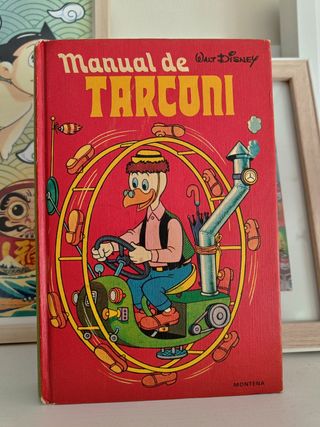 Manual de WALT DISNEY
TARCONI
MONTENA